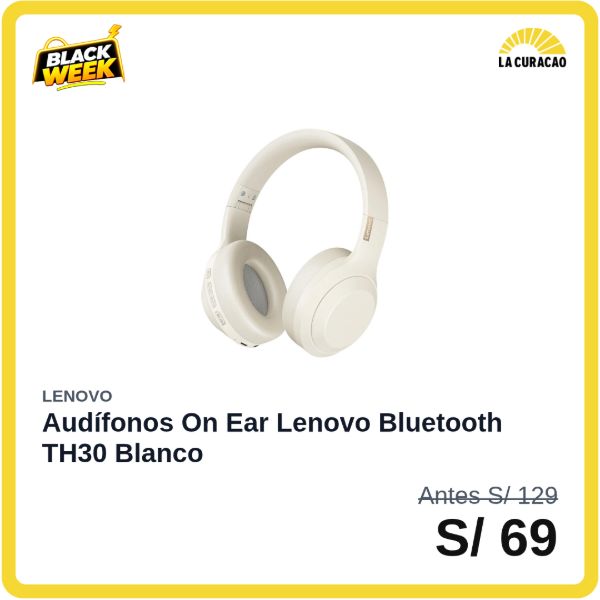 BLACK
WEEK
LA CURACAO
LENOVO
Audífonos On Ear Lenovo Bluetooth
TH30 Blanco
Antes S/ 129
S/ 69